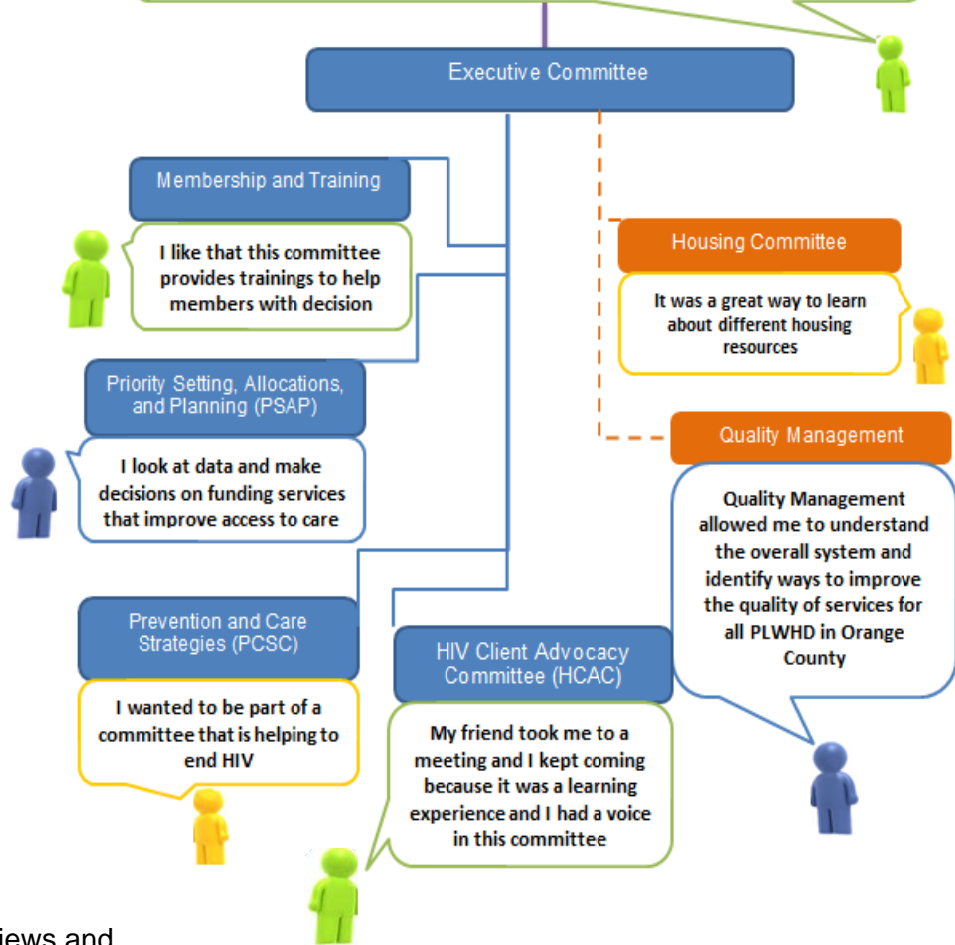 Executive Committee
Membership and Training
I like that this committee
provides trainings to help
members with decision
Housing Committee
It was a great way to learn
about different housing
resources
Priority Setting, Allocations,
and Planning (PSAP)
I look at data and make
decisions on funding services
that improve access to care
Quality Management
Quality Management
allowed me to understand
the overall system and
identify ways to improve
the quality of services for
all PLWHD in Orange
County
Prevention and Care
Strategies (PCSC)
I wanted to be part of a
committee that is helping to
end HIV
HIV Client Advocacy
Committee (HCAC)
My friend took me to a
meeting and I kept coming
because it was a learning
experience and I had a voice
in this committee
iews and